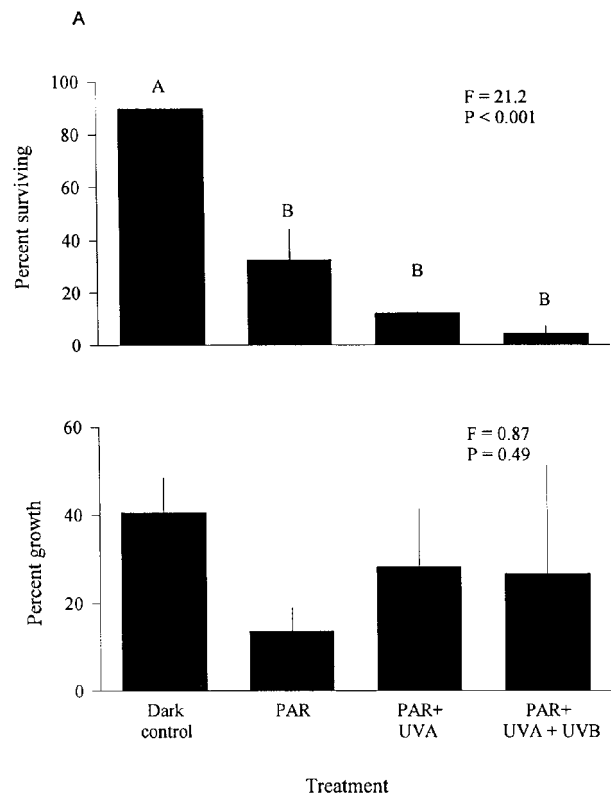 A
100
80
60
40
20
0
Percent surviving
A
B
B
B
F = 21.2
P < 0.001
60
40
20
0
Percent growth
F = 0.87
P = 0.49
Dark
control
PAR
PAR+
UVA
PAR+
UVA + UVB
Treatment